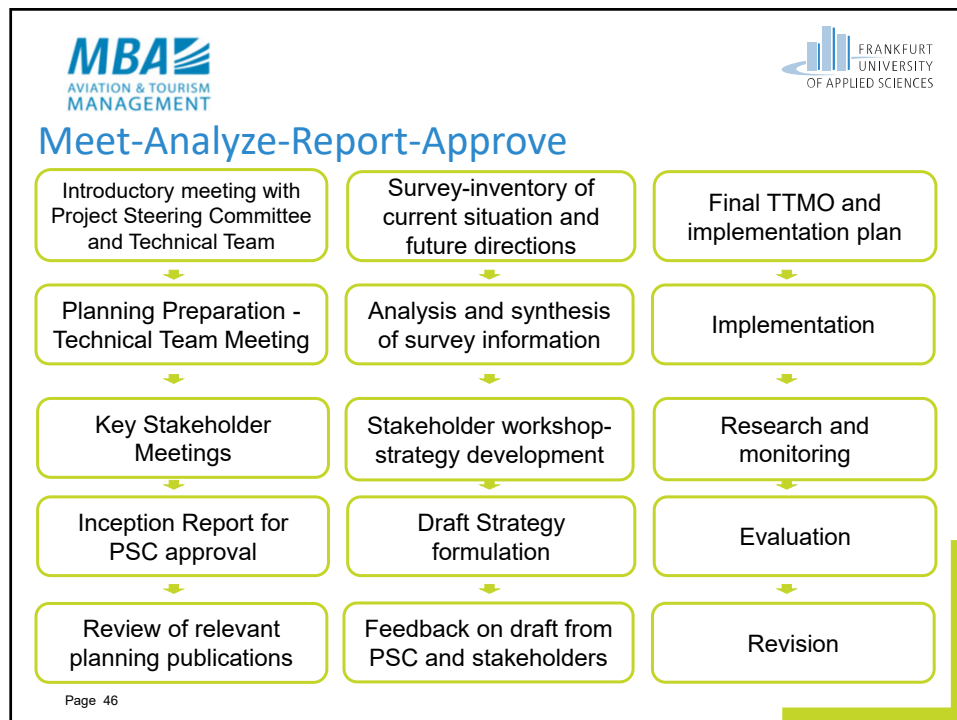 MBA
AVIATION & TOURISM
MANAGEMENT
FRANKFURT
UNIVERSITY
OF APPLIED SCIENCES
Meet-Analyze-Report-Approve
Introductory meeting with
Project Steering Committee
and Technical Team
Planning Preparation -
Technical Team Meeting
Key Stakeholder
Meetings
Inception Report for
PSC approval
Review of relevant
planning publications
Survey-inventory of
current situation and
future directions
Analysis and synthesis
of survey information
Stakeholder workshop-
strategy development
Draft Strategy
formulation
Feedback on draft from
PSC and stakeholders
Final TTMO and
implementation plan
Implementation
Research and
monitoring
Evaluation
Revision
Page 46